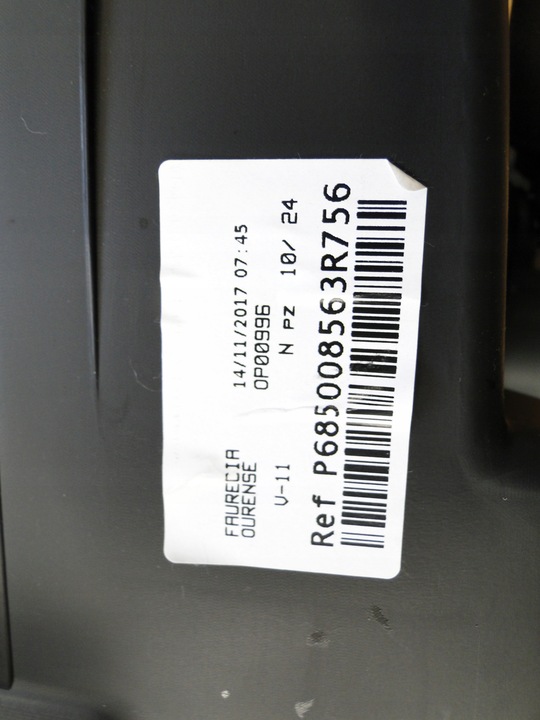 FAURECIA 14/11/2017 07:45
OURENSE OP00996
V-11 N PZ 10/ 24
Ref P685008563R756